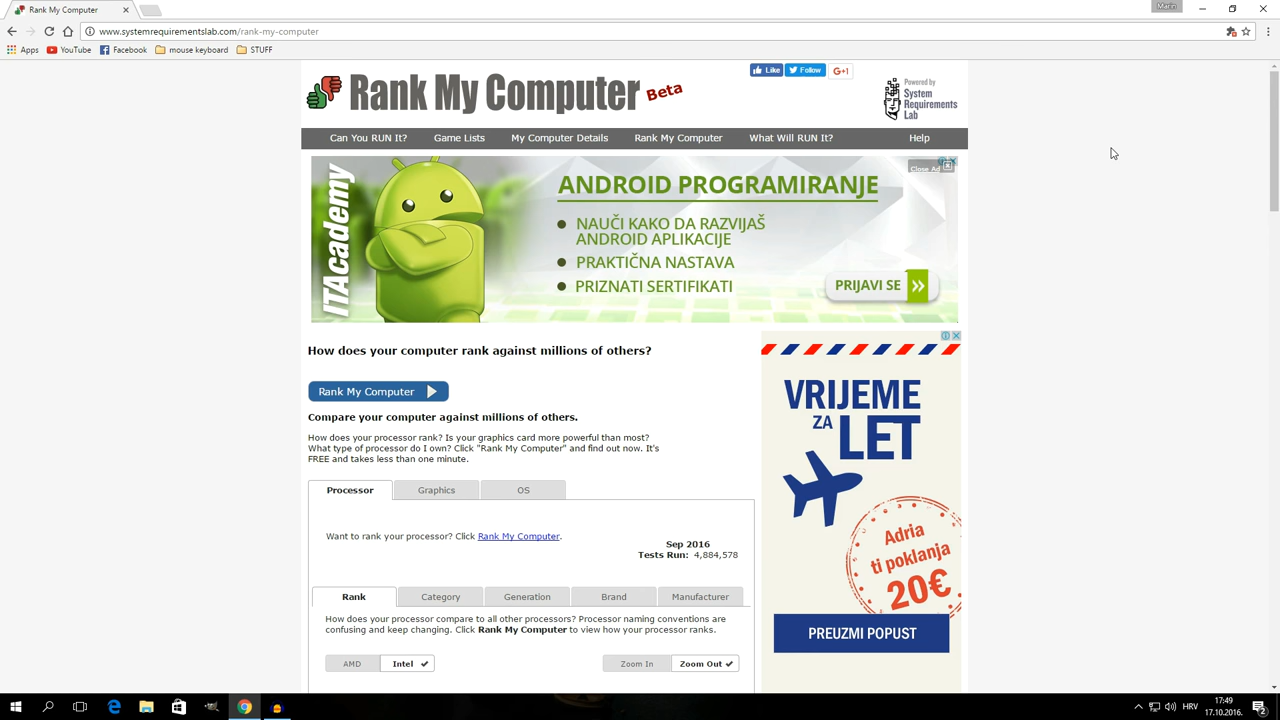 Rank My Computer
Marin
www.systemrequirementslab.com/rank-my-computer
Apps
YouTube
Facebook
mouse keyboard
STUFF
Rank My Computer Beta
Like
Follow
G+1
Powered by
System
Requirements
Lab
Can You RUN It?
Game Lists
My Computer Details
Rank My Computer
What Will RUN It?
Help
ITAcademy
ANDROID PROGRAMIRANJE
NAUČI KAKO DA RAZVIJAŠ
ANDROID APLIKACIJE
PRAKTIČNA NASTAVA
PRIZNATI SERTIFIKATI
Close Ad
PRIJAVI SE
How does your computer rank against millions of others?
Rank My Computer
Compare your computer against millions of others.
How does your processor rank? Is your graphics card more powerful than most?
What type of processor do I own? Click "Rank My Computer" and find out now. It's
FREE and takes less than one minute.
Processor
Graphics
OS
Want to rank your processor? Click Rank My Computer.
Sep 2016
Tests Run: 4,884,578
Rank
Category
Generation
Brand
Manufacturer
How does your processor compare to all other processors? Processor naming conventions are
confusing and keep changing. Click Rank My Computer to view how your processor ranks.
AMD
Intel
Zoom In
Zoom Out
VRIJEME
ZA LET
Adria
ti poklanja
20€
PREUZMI POPUST
HRV
17:49
17.10.2016.
2